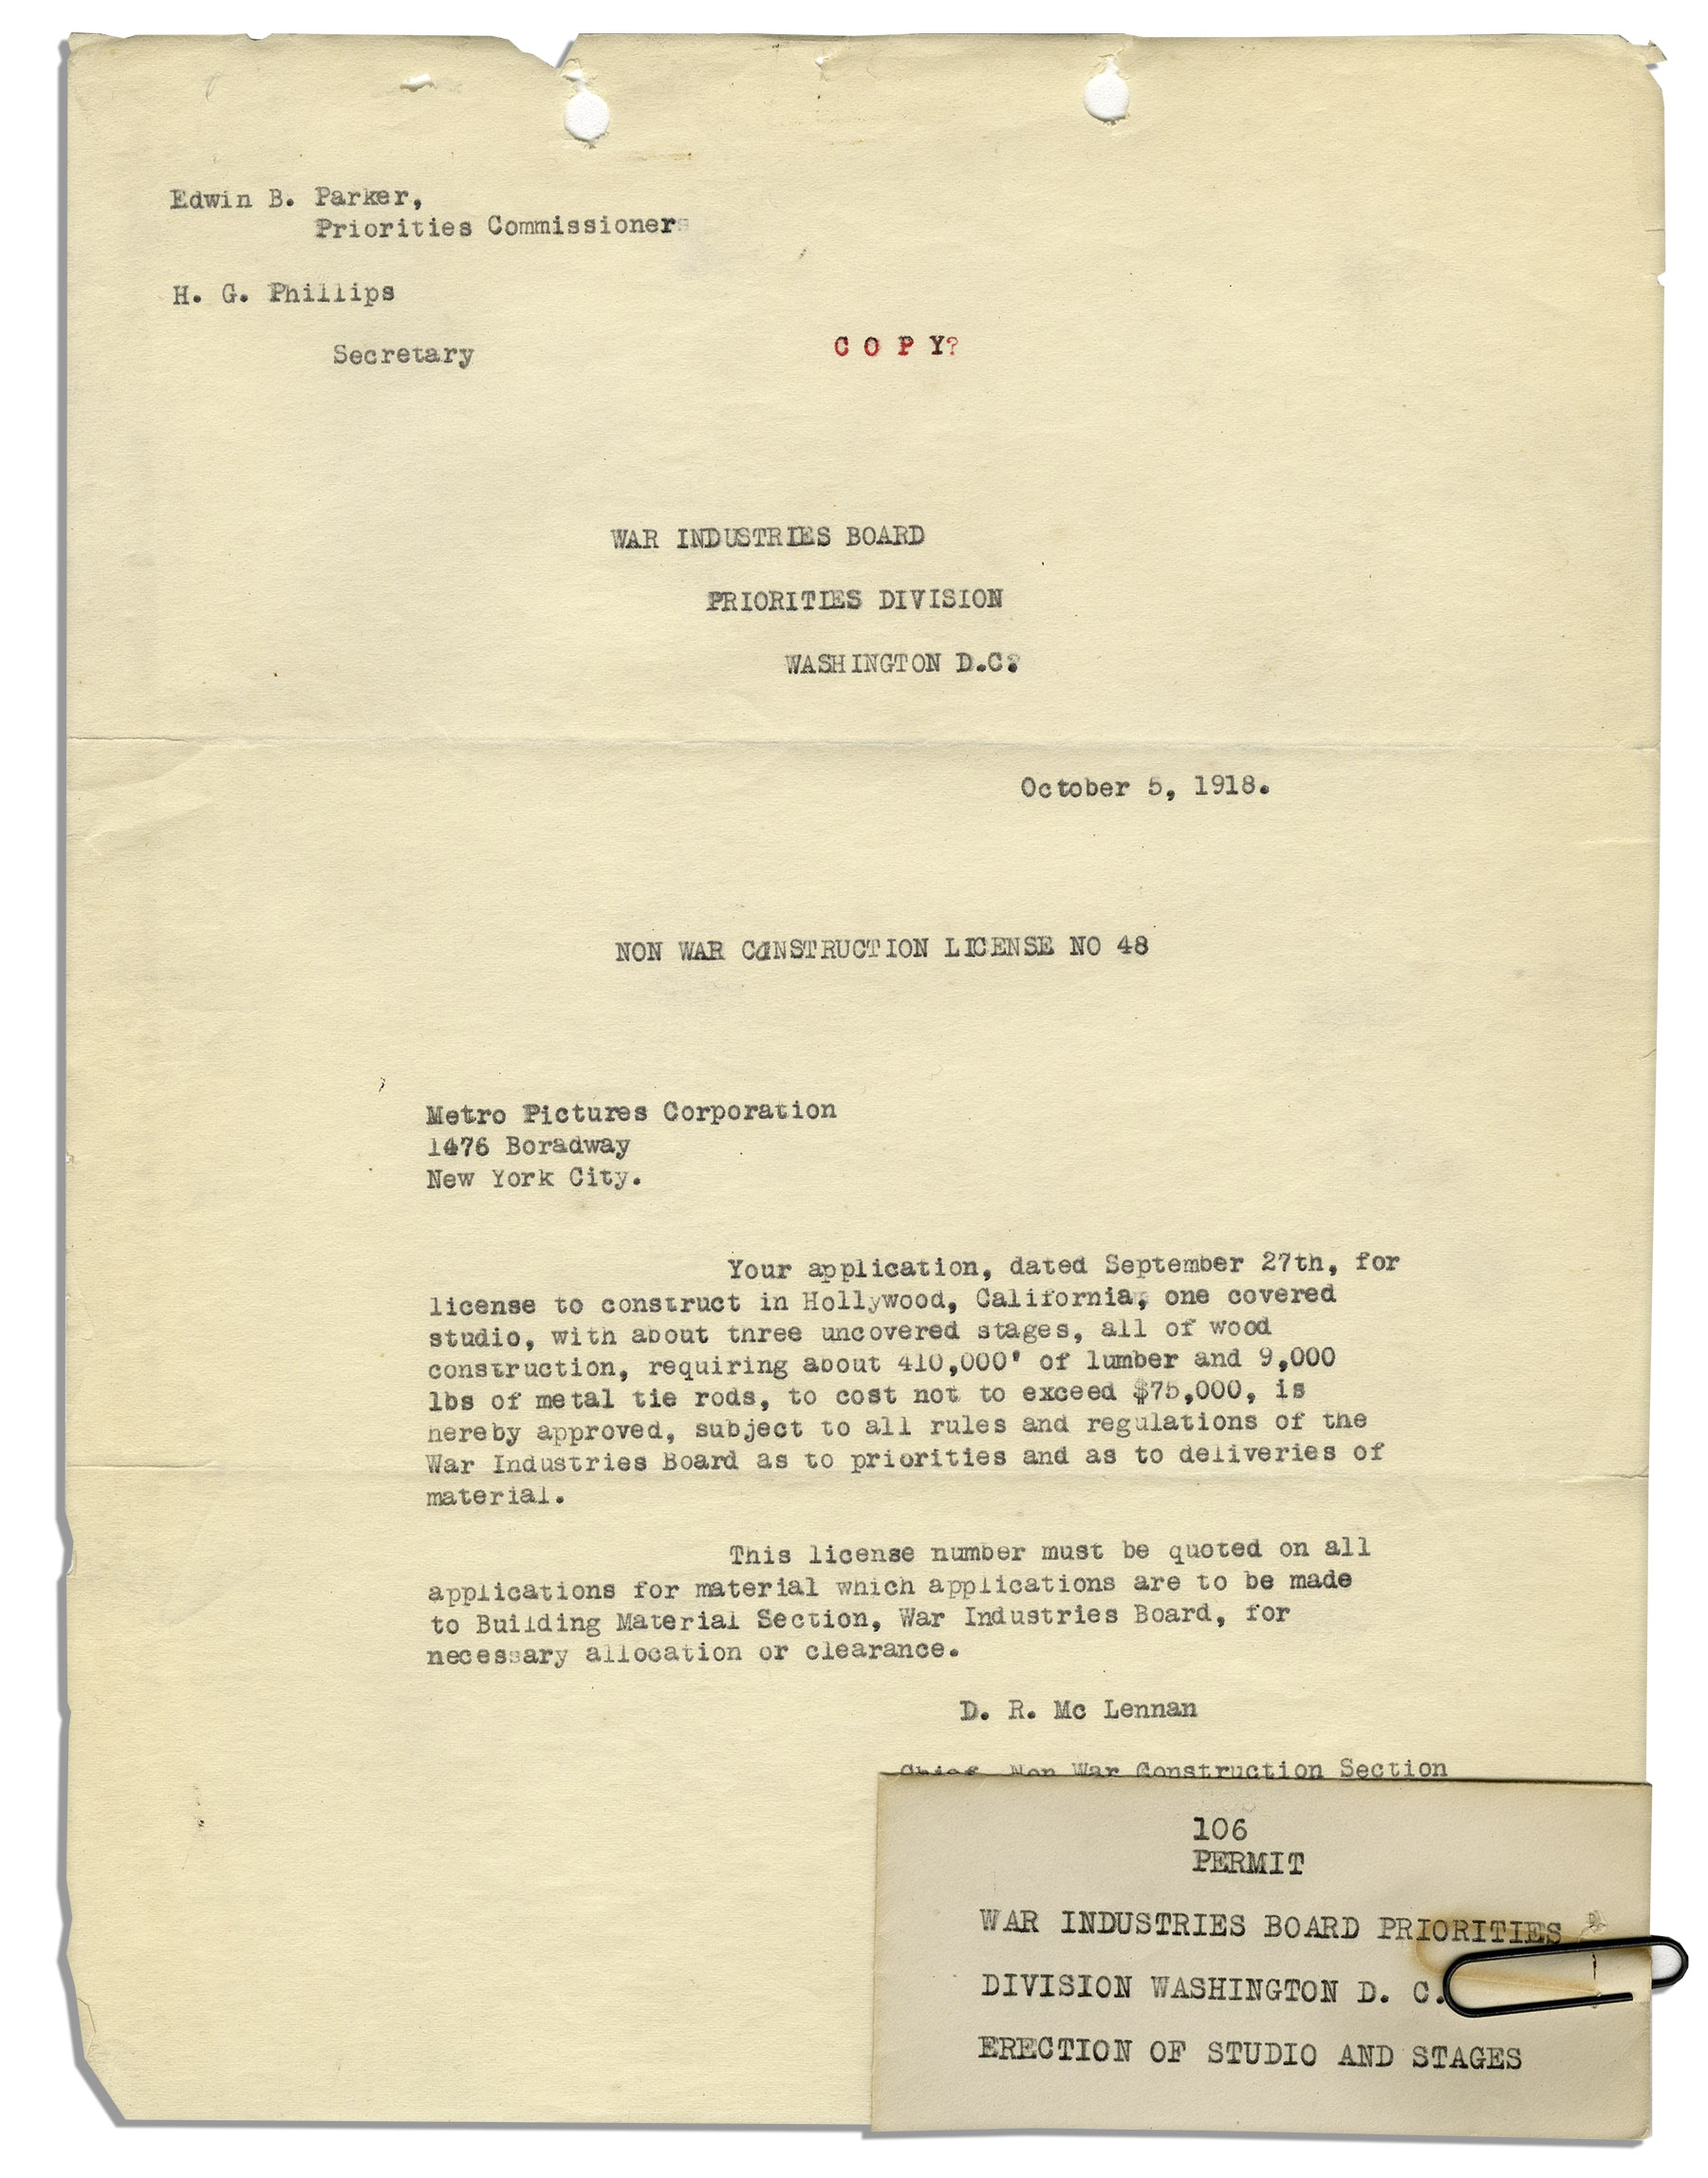 Edwin B. Parker,
Priorities Commissioners
H. G. Phillips
Secretary
C O P Y?
WAR INDUSTRIES BOARD
PRIORITIES DIVISION
WASHINGTON D.C.
October 5, 1918.
NON WAR CONSTRUCTION LICENSE NO 48
Metro Pictures Corporation
1476 Boradway
New York City.
Your application, dated September 27th, for
license to construct in Hollywood, California, one covered
studio, with about three uncovered stages, all of wood
construction, requiring about 410,000' of lumber and 9,000
lbs of metal tie rods, to cost not to exceed $75,000, is
hereby approved, subject to all rules and regulations of the
War Industries Board as to priorities and as to deliveries of
material.
This license number must be quoted on all
applications for material which applications are to be made
to Building Material Section, War Industries Board, for
necessary allocation or clearance.
D. R. Mc Lennan
Chief, Non War Construction Section
106
PERMIT
WAR INDUSTRIES BOARD PRIORITIES
DIVISION WASHINGTON D. C.
ERECTION OF STUDIO AND STAGES